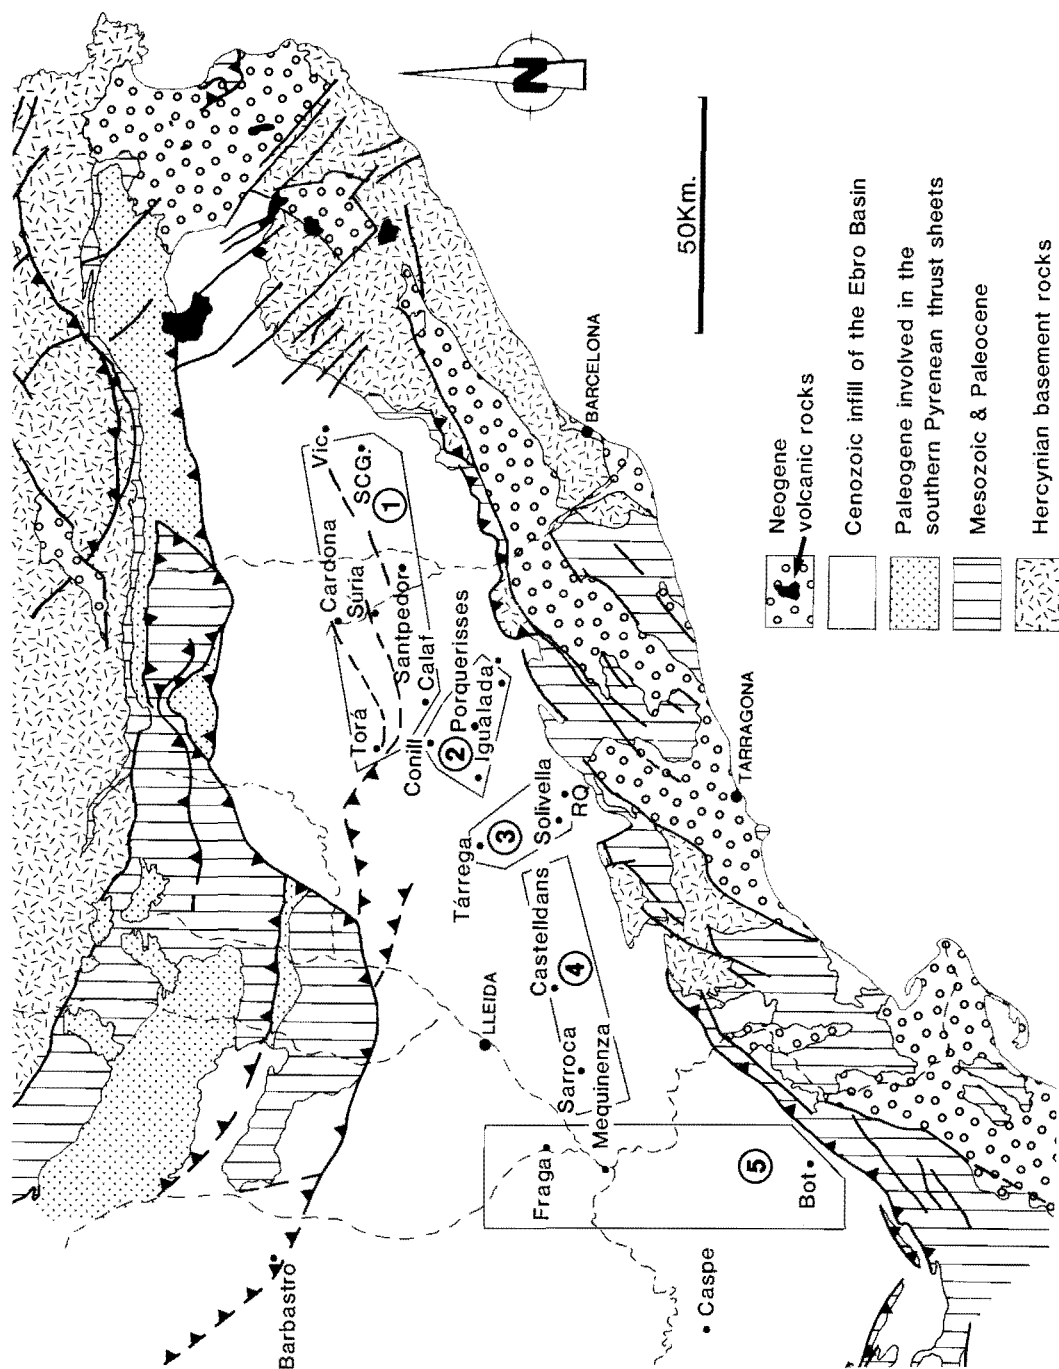 N
50Km.
Vic
SCG.
1
Cardona
Súria
Santpedor
Calaf
Torá
Conill
2
Porquerisses
Igualada
3
Tárrega
Solivella
RQ
4
Castelldans
Sarroca
Mequinenza
5
Fraga
Bot
LLEIDA
Barbastro
Caspe
BARCELONA
TARRAGONA
Neogene
volcanic rocks
Cenozoic infill of the Ebro Basin
Paleogene involved in the
southern Pyrenean thrust sheets
Mesozoic & Paleocene
Hercynian basement rocks